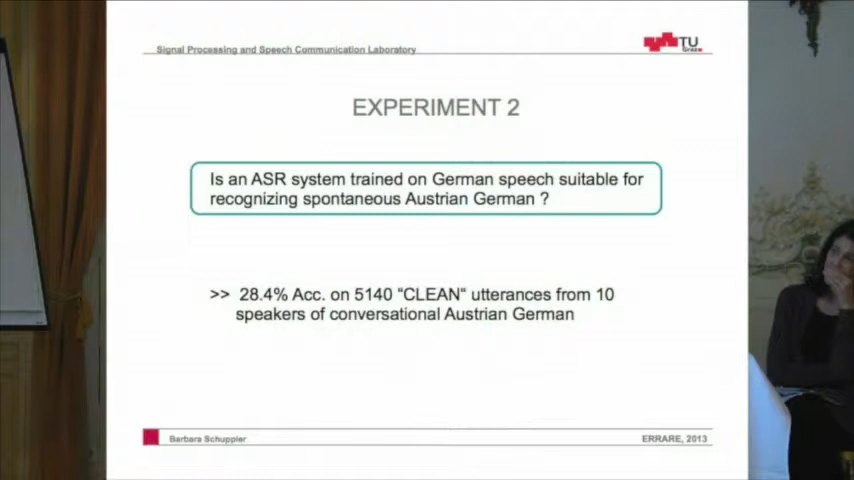 Signal Processing and Speech Communication Laboratory
TU
Graz
EXPERIMENT 2
Is an ASR system trained on German speech suitable for
recognizing spontaneous Austrian German ?
>> 28.4% Acc. on 5140 “CLEAN“ utterances from 10
speakers of conversational Austrian German
Barbara Schuppler
ERRARE, 2013